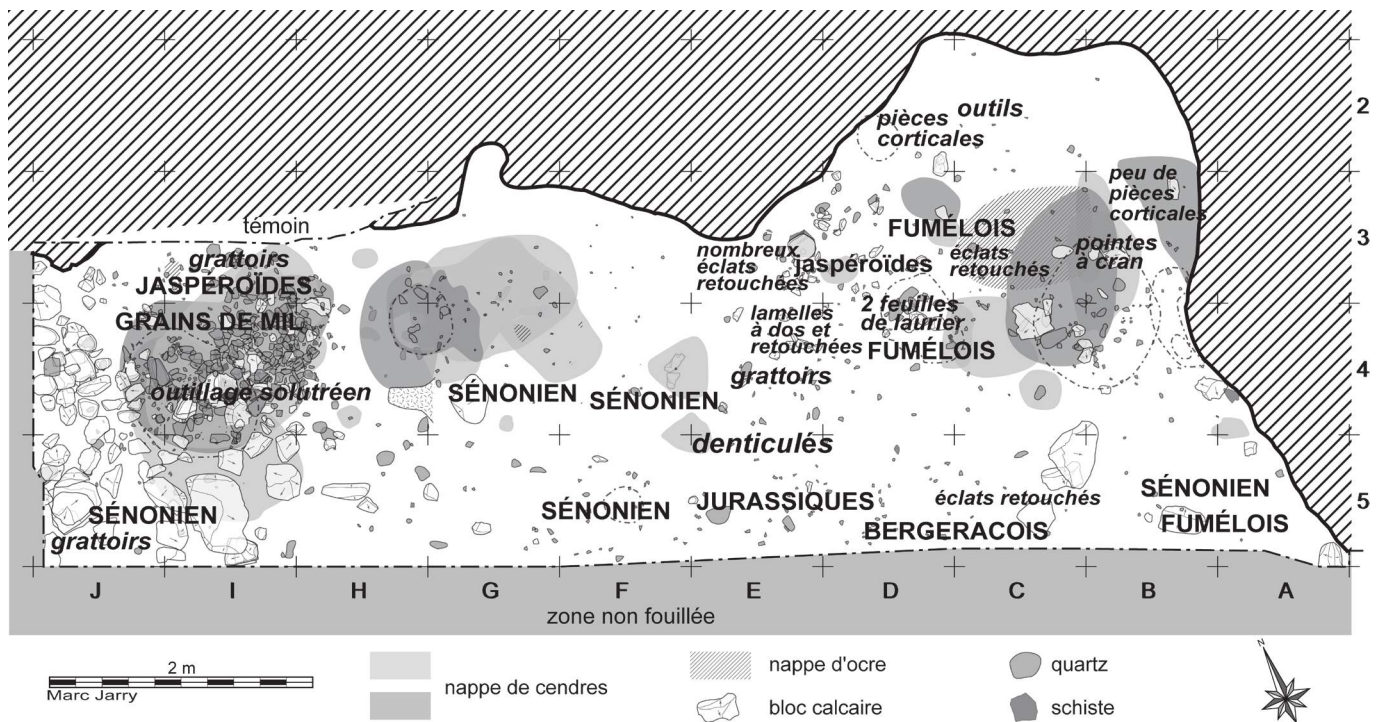 2
outils
pièces
corticales
peu de
pièces
corticales
témoin
FUMÉLOIS
3
grattoirs
nombreux
éclats
retouchées
jaspéroïdes
éclats
retouchés
pointes
à cran
JASPÉROÏDES
GRAINS DE MIL
lamelles
à dos et
retouchées
2 feuilles
de laurier
FUMÉLOIS
4
outillage solutréen
SÉNONIEN
SÉNONIEN
grattoirs
denticulés
SÉNONIEN
grattoirs
SÉNONIEN
JURASSIQUES
éclats retouchés
BERGERACOIS
SÉNONIEN
FUMÉLOIS
5
J I H G F E D C B A
zone non fouillée
2 m
Marc Jarry
nappe de cendres
nappe d'ocre
bloc calcaire
quartz
schiste
N